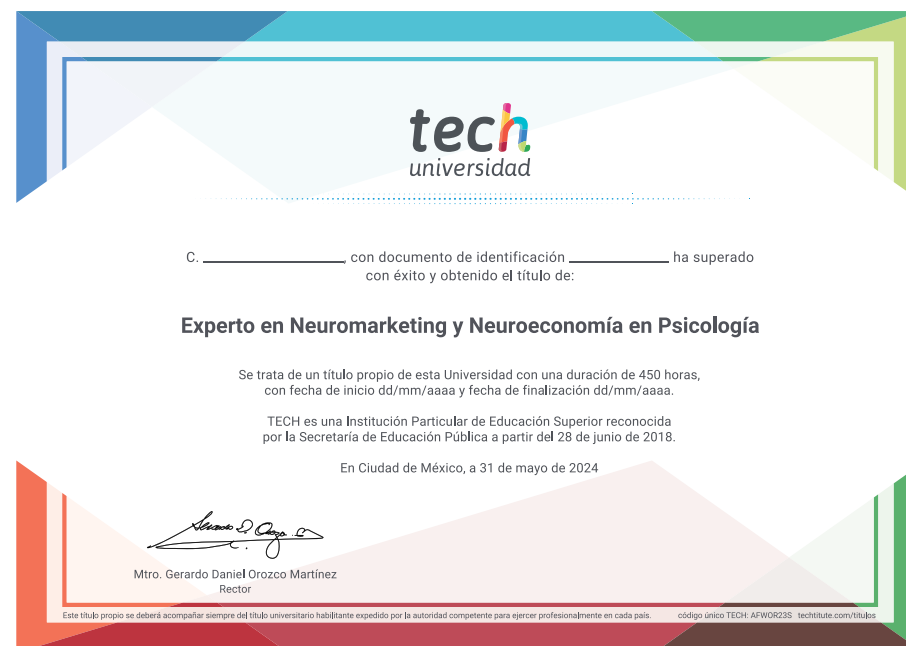 tech
universidad
C. ____________, con documento de identificación ____________ ha superado
con éxito y obtenido el título de:
Experto en Neuromarketing y Neuroeconomía en Psicología
Se trata de un título propio de esta Universidad con una duración de 450 horas,
con fecha de inicio dd/mm/aaaa y fecha de finalización dd/mm/aaaa.
TECH es una Institución Particular de Educación Superior reconocida
por la Secretaría de Educación Pública a partir del 28 de junio de 2018.
En Ciudad de México, a 31 de mayo de 2024
Mtro. Gerardo Daniel Orozco Martínez
Rector
Este título propio se deberá acompañar siempre del título universitario habilitante expedido por la autoridad competente para ejercer profesionalmente en cada país. código único TECH: AFWOR23S techtitute.com/titulos